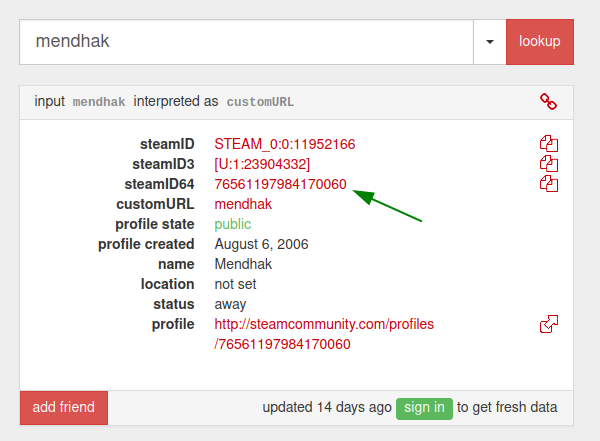 mendhak
lookup
input mendhak interpreted as customURL
steamID STEAM_0:0:11952166
steamID3 [U:1:23904332]
steamID64 76561197984170060
customURL mendhak
profile state public
profile created August 6, 2006
name Mendhak
location not set
status away
profile http://steamcommunity.com/profiles
/76561197984170060
add friend updated 14 days ago sign in to get fresh data